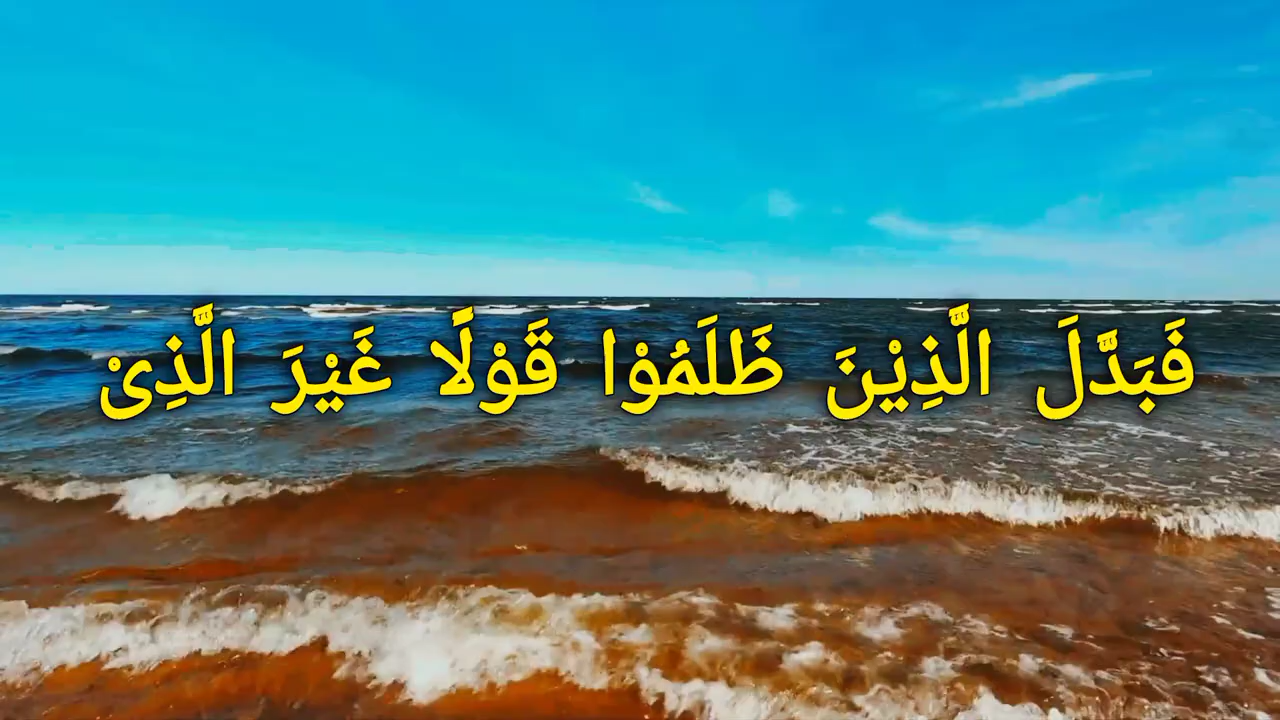 فَبَدَّلَ الَّذِیْنَ ظَلَمُوْا قَوْلًا غَیْرَ الَّذِیْ